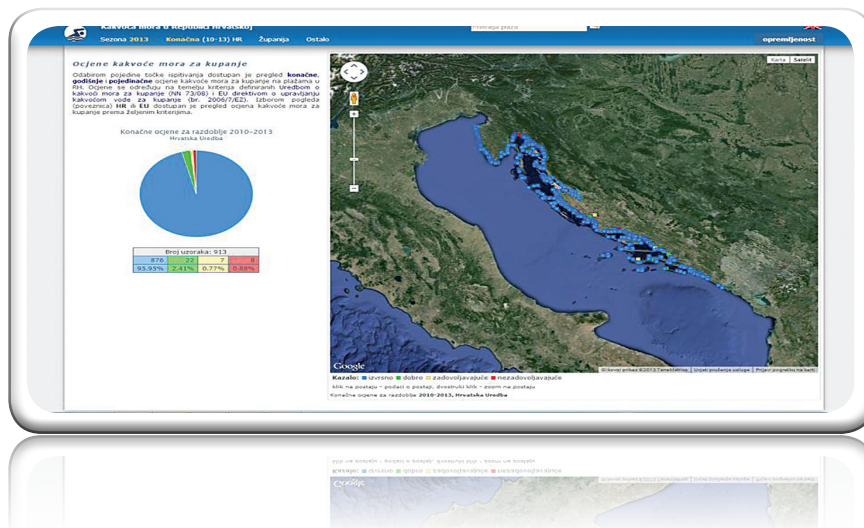 Kakvoća mora u Republici Hrvatskoj
Sezona 2013 Konačna (10-13) HR Županija Ostalo
opremljenost
Ocjene kakvoće mora za kupanje
Odabirom pojedine točke ispitivanja dostupan je pregled konačne,
godišnje i pojedinačne ocjene kakvoće mora za kupanje na plažama u
RH. Ocjene se određuju na temelju kriterija definiranih Uredbom o
kakvoći mora za kupanje (NN 73/08) i EU direktivom o upravljanju
kakvoćom vode za kupanje (br. 2006/7/EZ). Izborom pogleda
(poveznica) HR ili EU dostupan je pregled ocjena kakvoće mora za
kupanje prema željenim kriterijima.
Konačne ocjene za razdoblje 2010-2013
Hrvatska Uredba
Broj uzoraka: 913
876 22 7 8
95.95% 2.41% 0.77% 0.88%
Karta Satelit
Google
Kazalo: izvrsno dobro zadovoljavajuće nezadovoljavajuće
klik na postaju - podaci o postaji, dvostruki klik - zoom na postaju
Konačne ocjene za razdoblje 2010-2013, Hrvatska Uredba